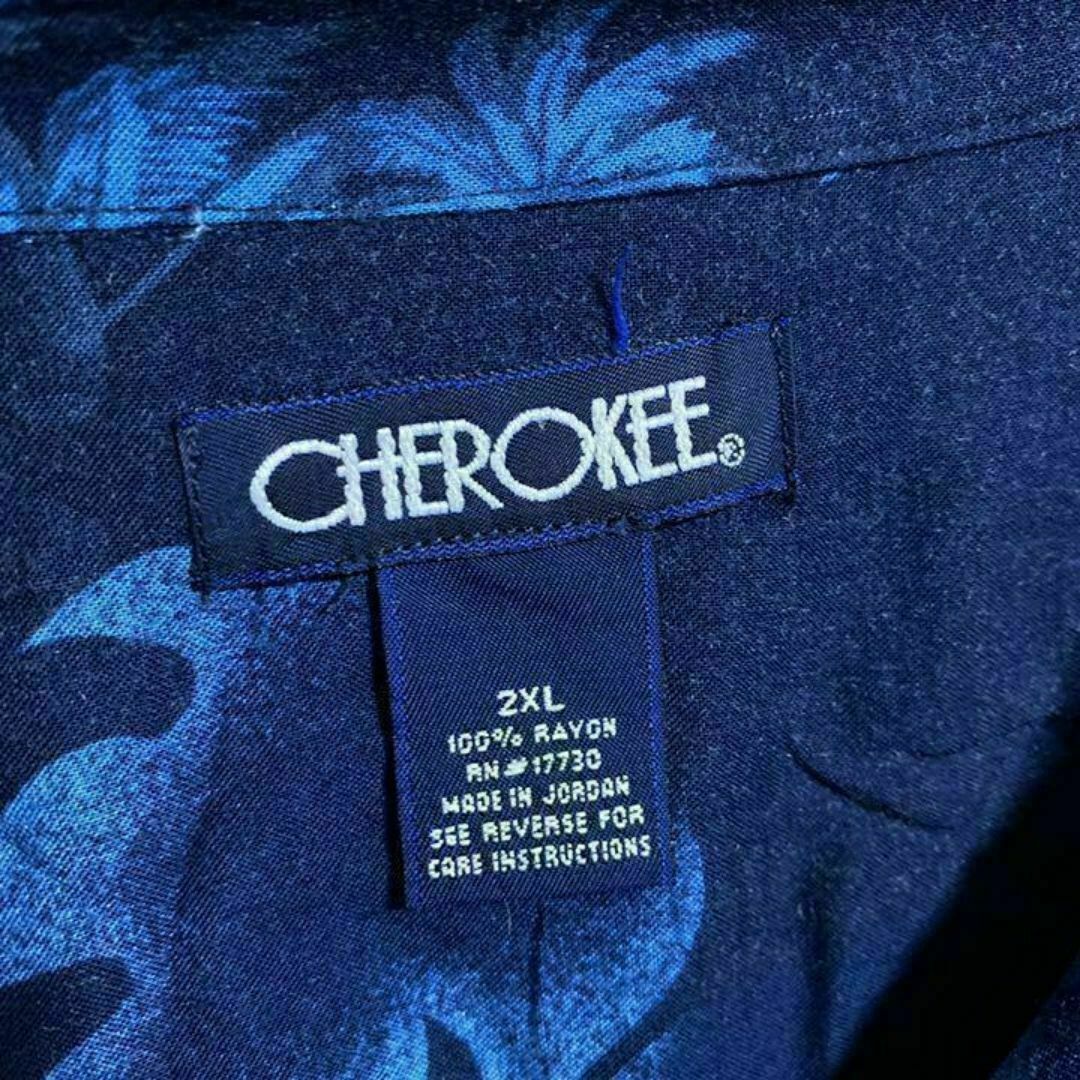 CHEROKEE®
2XL
100% RAYON
RN#17730
MADE IN JORDAN
SEE REVERSE FOR
CARE INSTRUCTIONS